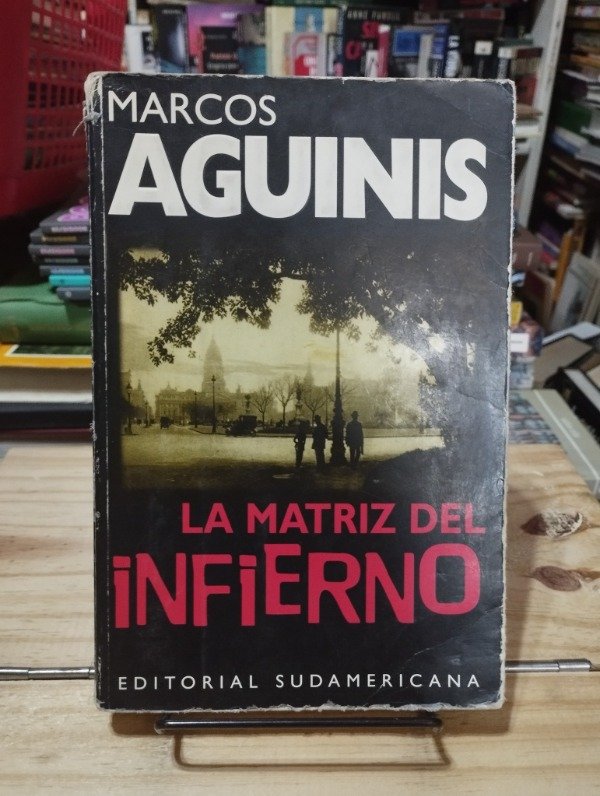 MARCOS
AGUINIS
LA MATRIZ DEL
INFIERNO
EDITORIAL SUDAMERICANA